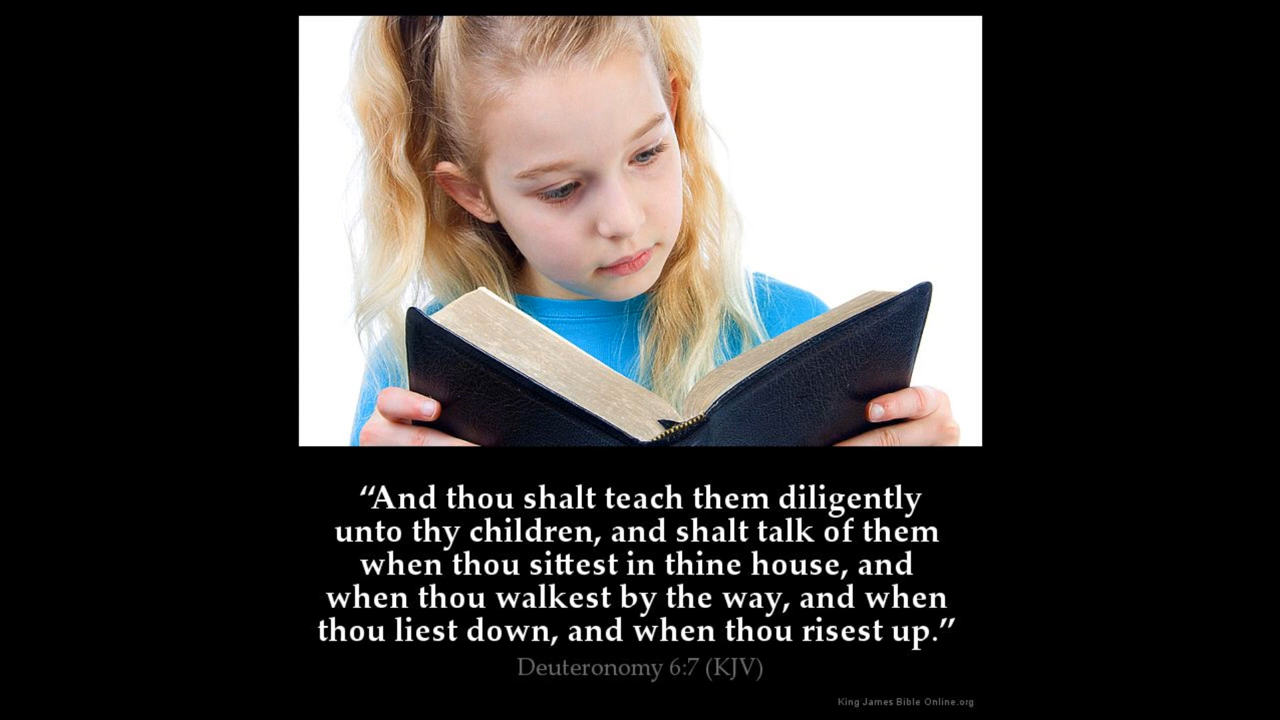 “And thou shalt teach them diligently
unto thy children, and shalt talk of them
when thou sittest in thine house, and
when thou walkest by the way, and when
thou liest down, and when thou risest up.”
Deuteronomy 6:7 (KJV)
King James Bible Online.org